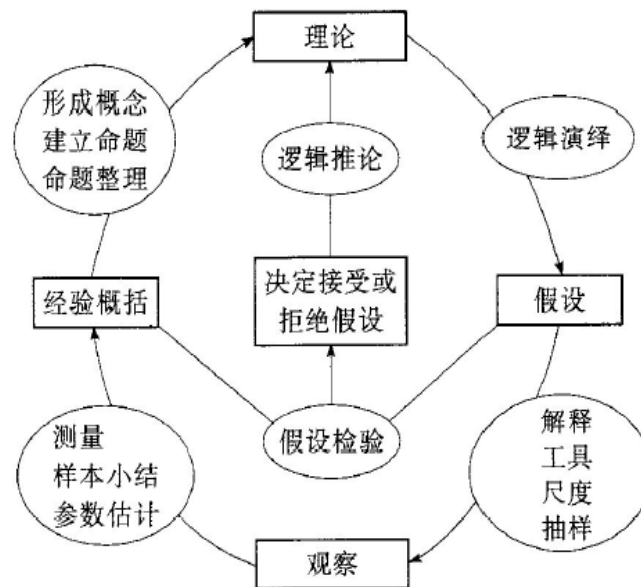 理论
形成概念
建立命题
命题整理
逻辑推论
逻辑演绎
经验概括
决定接受或
拒绝假设
假设
测量
样本小结
参数估计
假设检验
解释
工具
尺度
抽样
观察